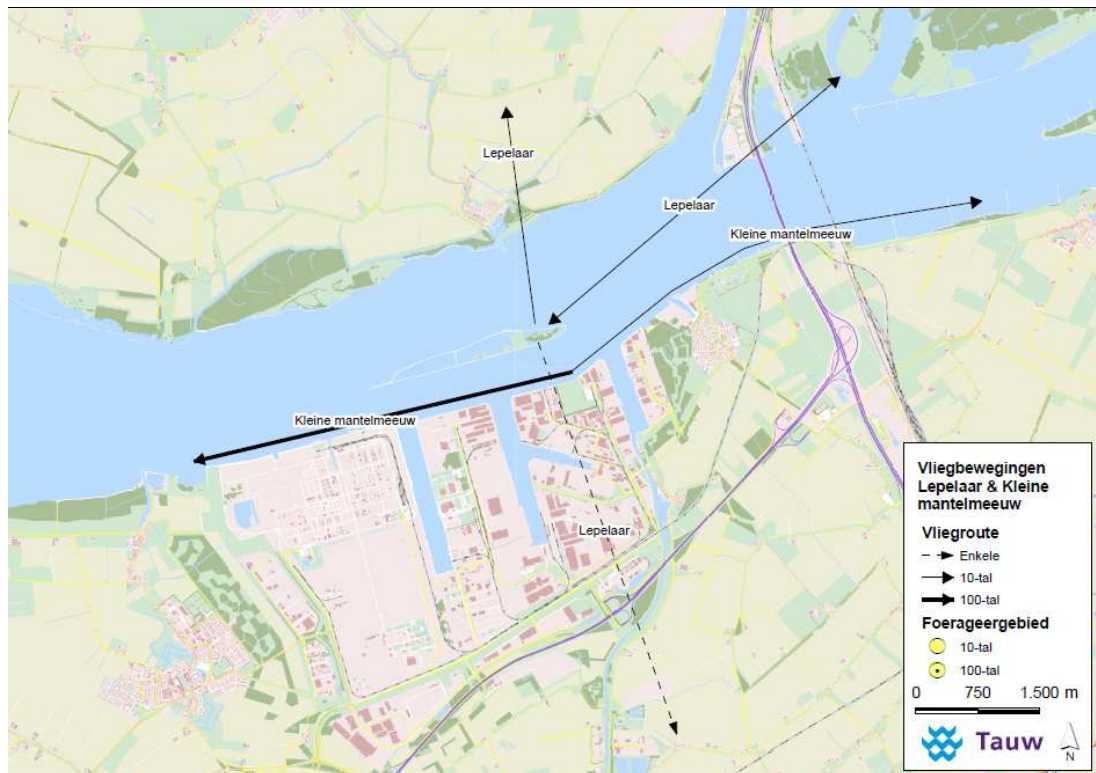 Lepelaar
Lepelaar
Kleine mantelmeeuw
Kleine mantelmeeuw
Lepelaar
Vliegbewegingen
Lepelaar & Kleine
mantelmeeuw
Vliegroute
Enkele
10-tal
100-tal
Foerageergebied
10-tal
100-tal
0 750 1.500 m
Tauw
N